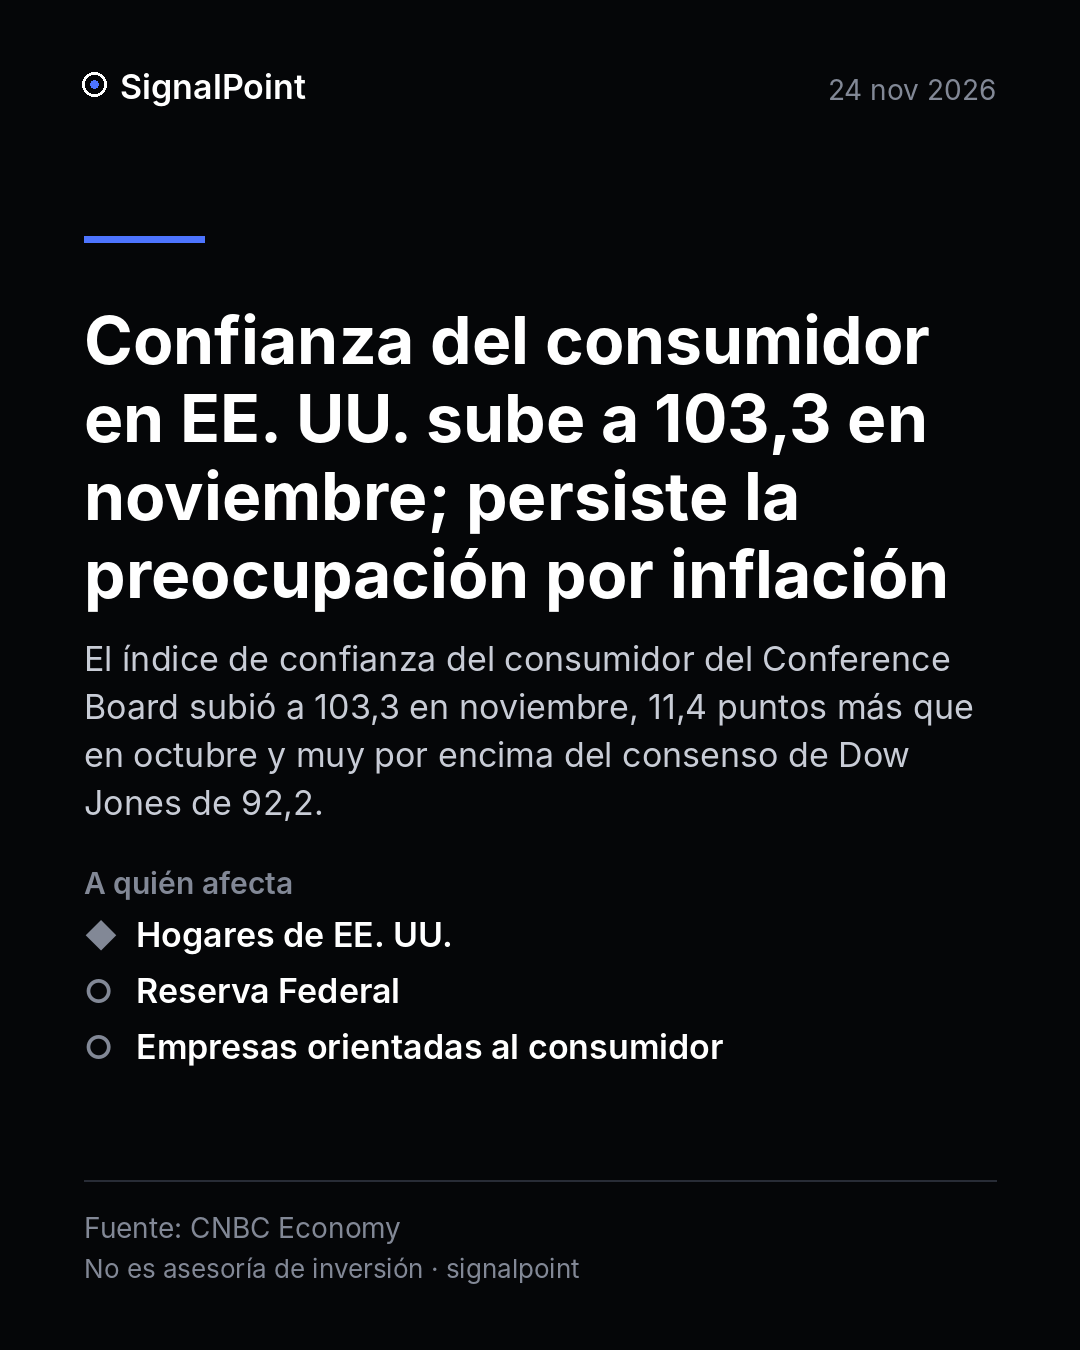 SignalPoint
24 nov 2026
Confianza del consumidor
en EE. UU. sube a 103,3 en
noviembre; persiste la
preocupación por inflación
El índice de confianza del consumidor del Conference
Board subió a 103,3 en noviembre, 11,4 puntos más que
en octubre y muy por encima del consenso de Dow
Jones de 92,2.
A quién afecta
Hogares de EE. UU.
Reserva Federal
Empresas orientadas al consumidor
Fuente: CNBC Economy
No es asesoría de inversión · signalpoint